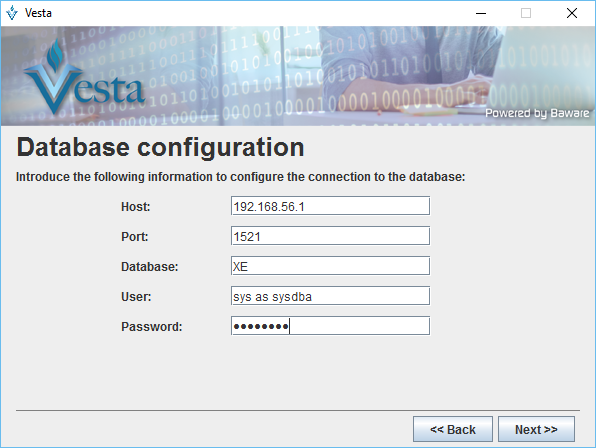 Vesta
Vesta
Powered by Baware
Database configuration
Introduce the following information to configure the connection to the database:
Host: 192.168.56.1
Port: 1521
Database: XE
User: sys as sysdba
Password: ●●●●●●●●
<< Back Next >>